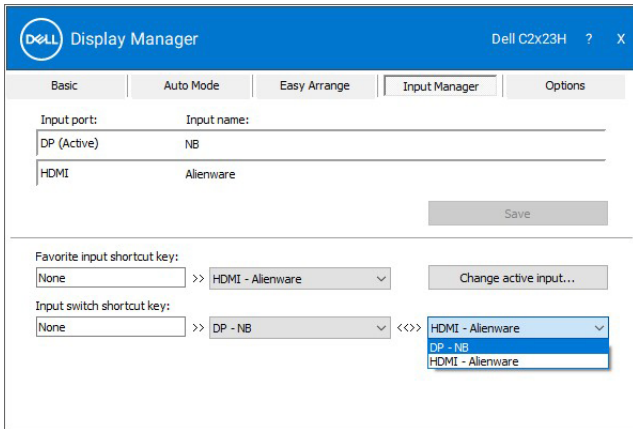 DELL Display Manager Dell C2x23H ? X
Basic Auto Mode Easy Arrange Input Manager Options
Input port: Input name:
DP (Active) NB
HDMI Alienware
Save
Favorite input shortcut key:
None >> HDMI - Alienware Change active input...
Input switch shortcut key:
None >> DP - NB <<>> HDMI - Alienware
DP - NB
HDMI - Alienware